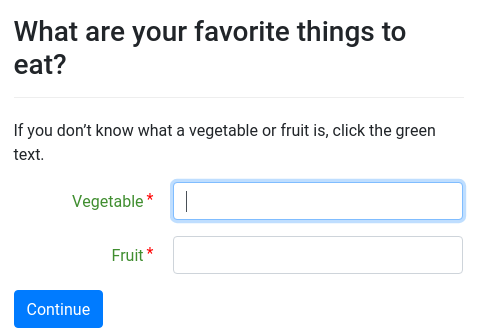 What are your favorite things to
eat?
If you don’t know what a vegetable or fruit is, click the green
text.
Vegetable *
Fruit *
Continue